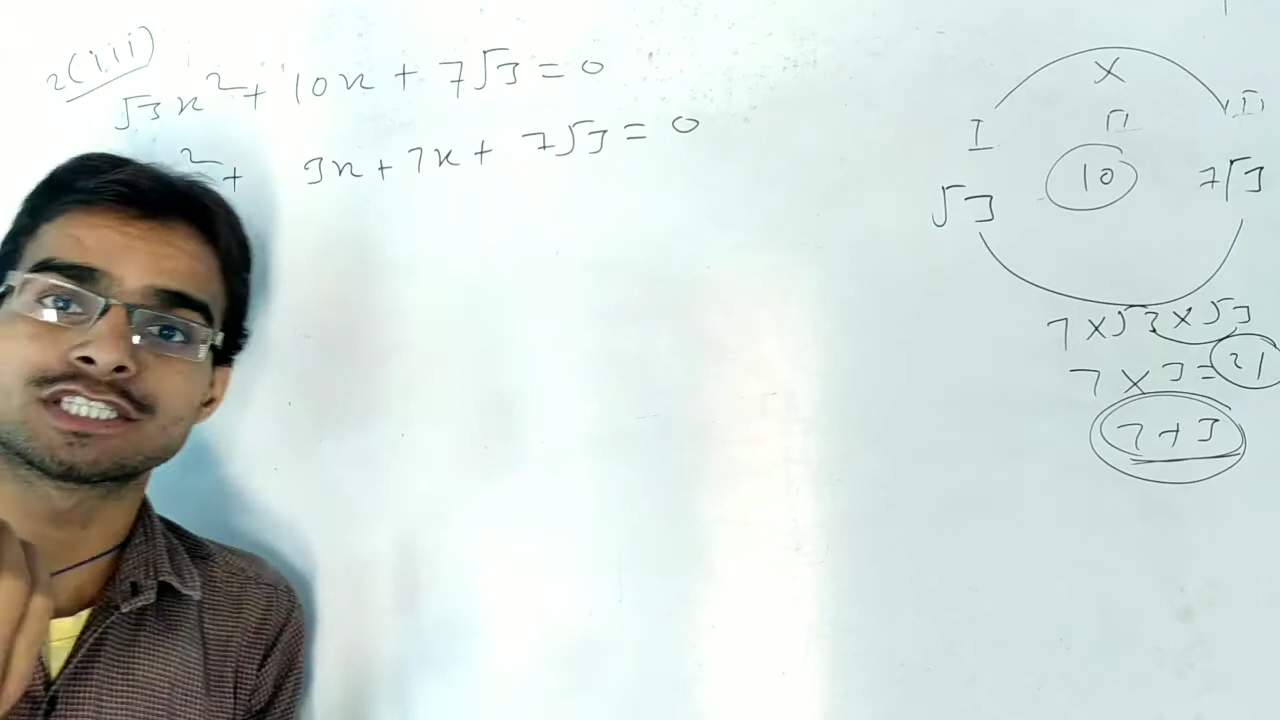 2(iii)
√3x² + 10x + 7√3 = 0
² + 3x + 7x + 7√3 = 0
X
I II III
√3 10 7√3
7 × √3 × √3
7 × 3 = 21
7 + 3